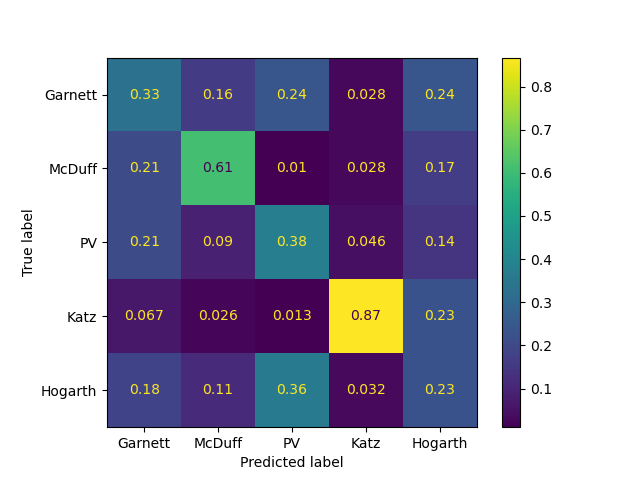 Garnett 0.33 0.16 0.24 0.028 0.24
McDuff 0.21 0.61 0.01 0.028 0.17
PV 0.21 0.09 0.38 0.046 0.14
Katz 0.067 0.026 0.013 0.87 0.23
Hogarth 0.18 0.11 0.36 0.032 0.23
Garnett McDuff PV Katz Hogarth
Predicted label
True label
0.8
0.7
0.6
0.5
0.4
0.3
0.2
0.1